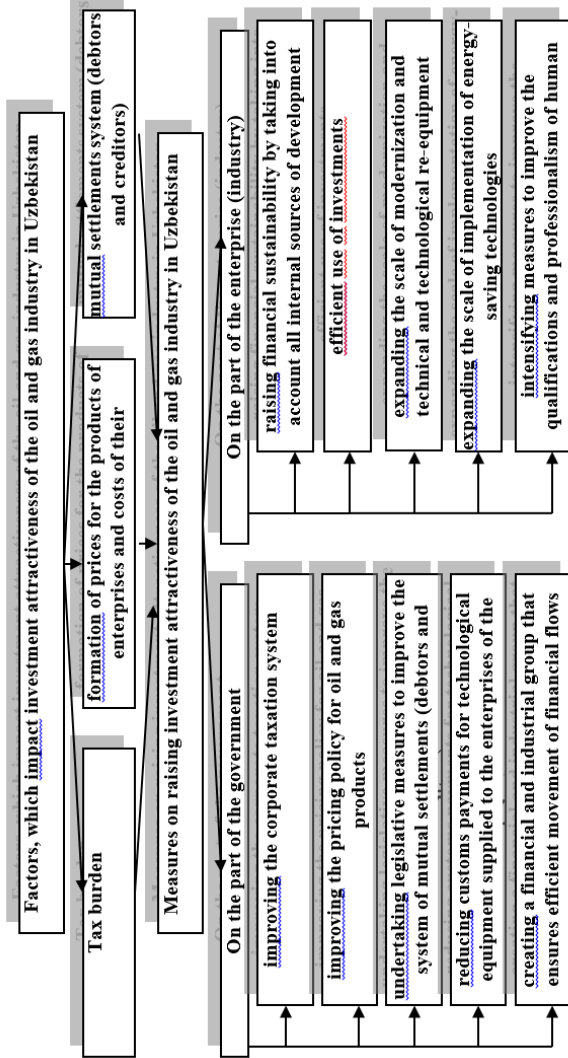 Factors, which impact investment attractiveness of the oil and gas industry in Uzbekistan
Tax burden
formation of prices for the products of
enterprises and costs of their
mutual settlements system (debtors
and creditors)
Measures on raising investment attractiveness of the oil and gas industry in Uzbekistan
On the part of the government
improving the corporate taxation system
improving the pricing policy for oil and gas
products
undertaking legislative measures to improve the
system of mutual settlements (debtors and
reducing customs payments for technological
equipment supplied to the enterprises of the
creating a financial and industrial group that
ensures efficient movement of financial flows
On the part of the enterprise (industry)
raising financial sustainability by taking into
account all internal sources of development
efficient use of investments
expanding the scale of modernization and
technical and technological re-equipment
expanding the scale of implementation of energy-
saving technologies
intensifying measures to improve the
qualifications and professionalism of human